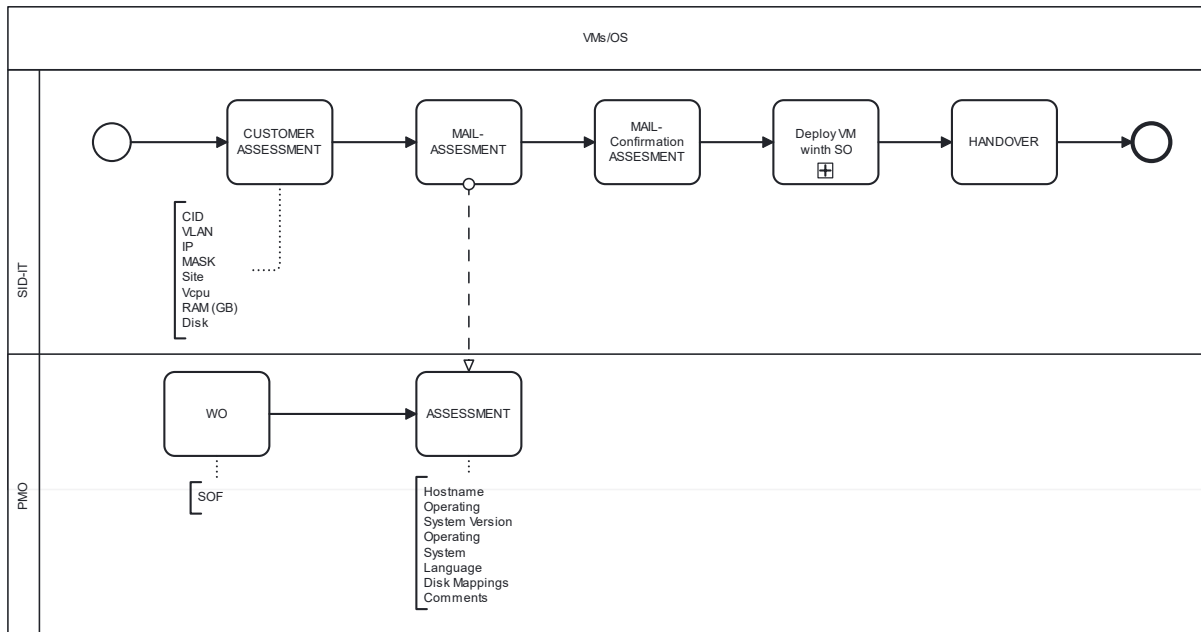 VMs/OS
SID-IT
CUSTOMER
ASSESSMENT
MAIL-
ASSESMENT
MAIL-
Confirmation
ASSESMENT
Deploy VM
winth SO
HANDOVER
CID
VLAN
IP
MASK
Site
Vcpu
RAM (GB)
Disk
PMO
WO
ASSESSMENT
SOF
Hostname
Operating
System Version
Operating
System
Language
Disk Mappings
Comments